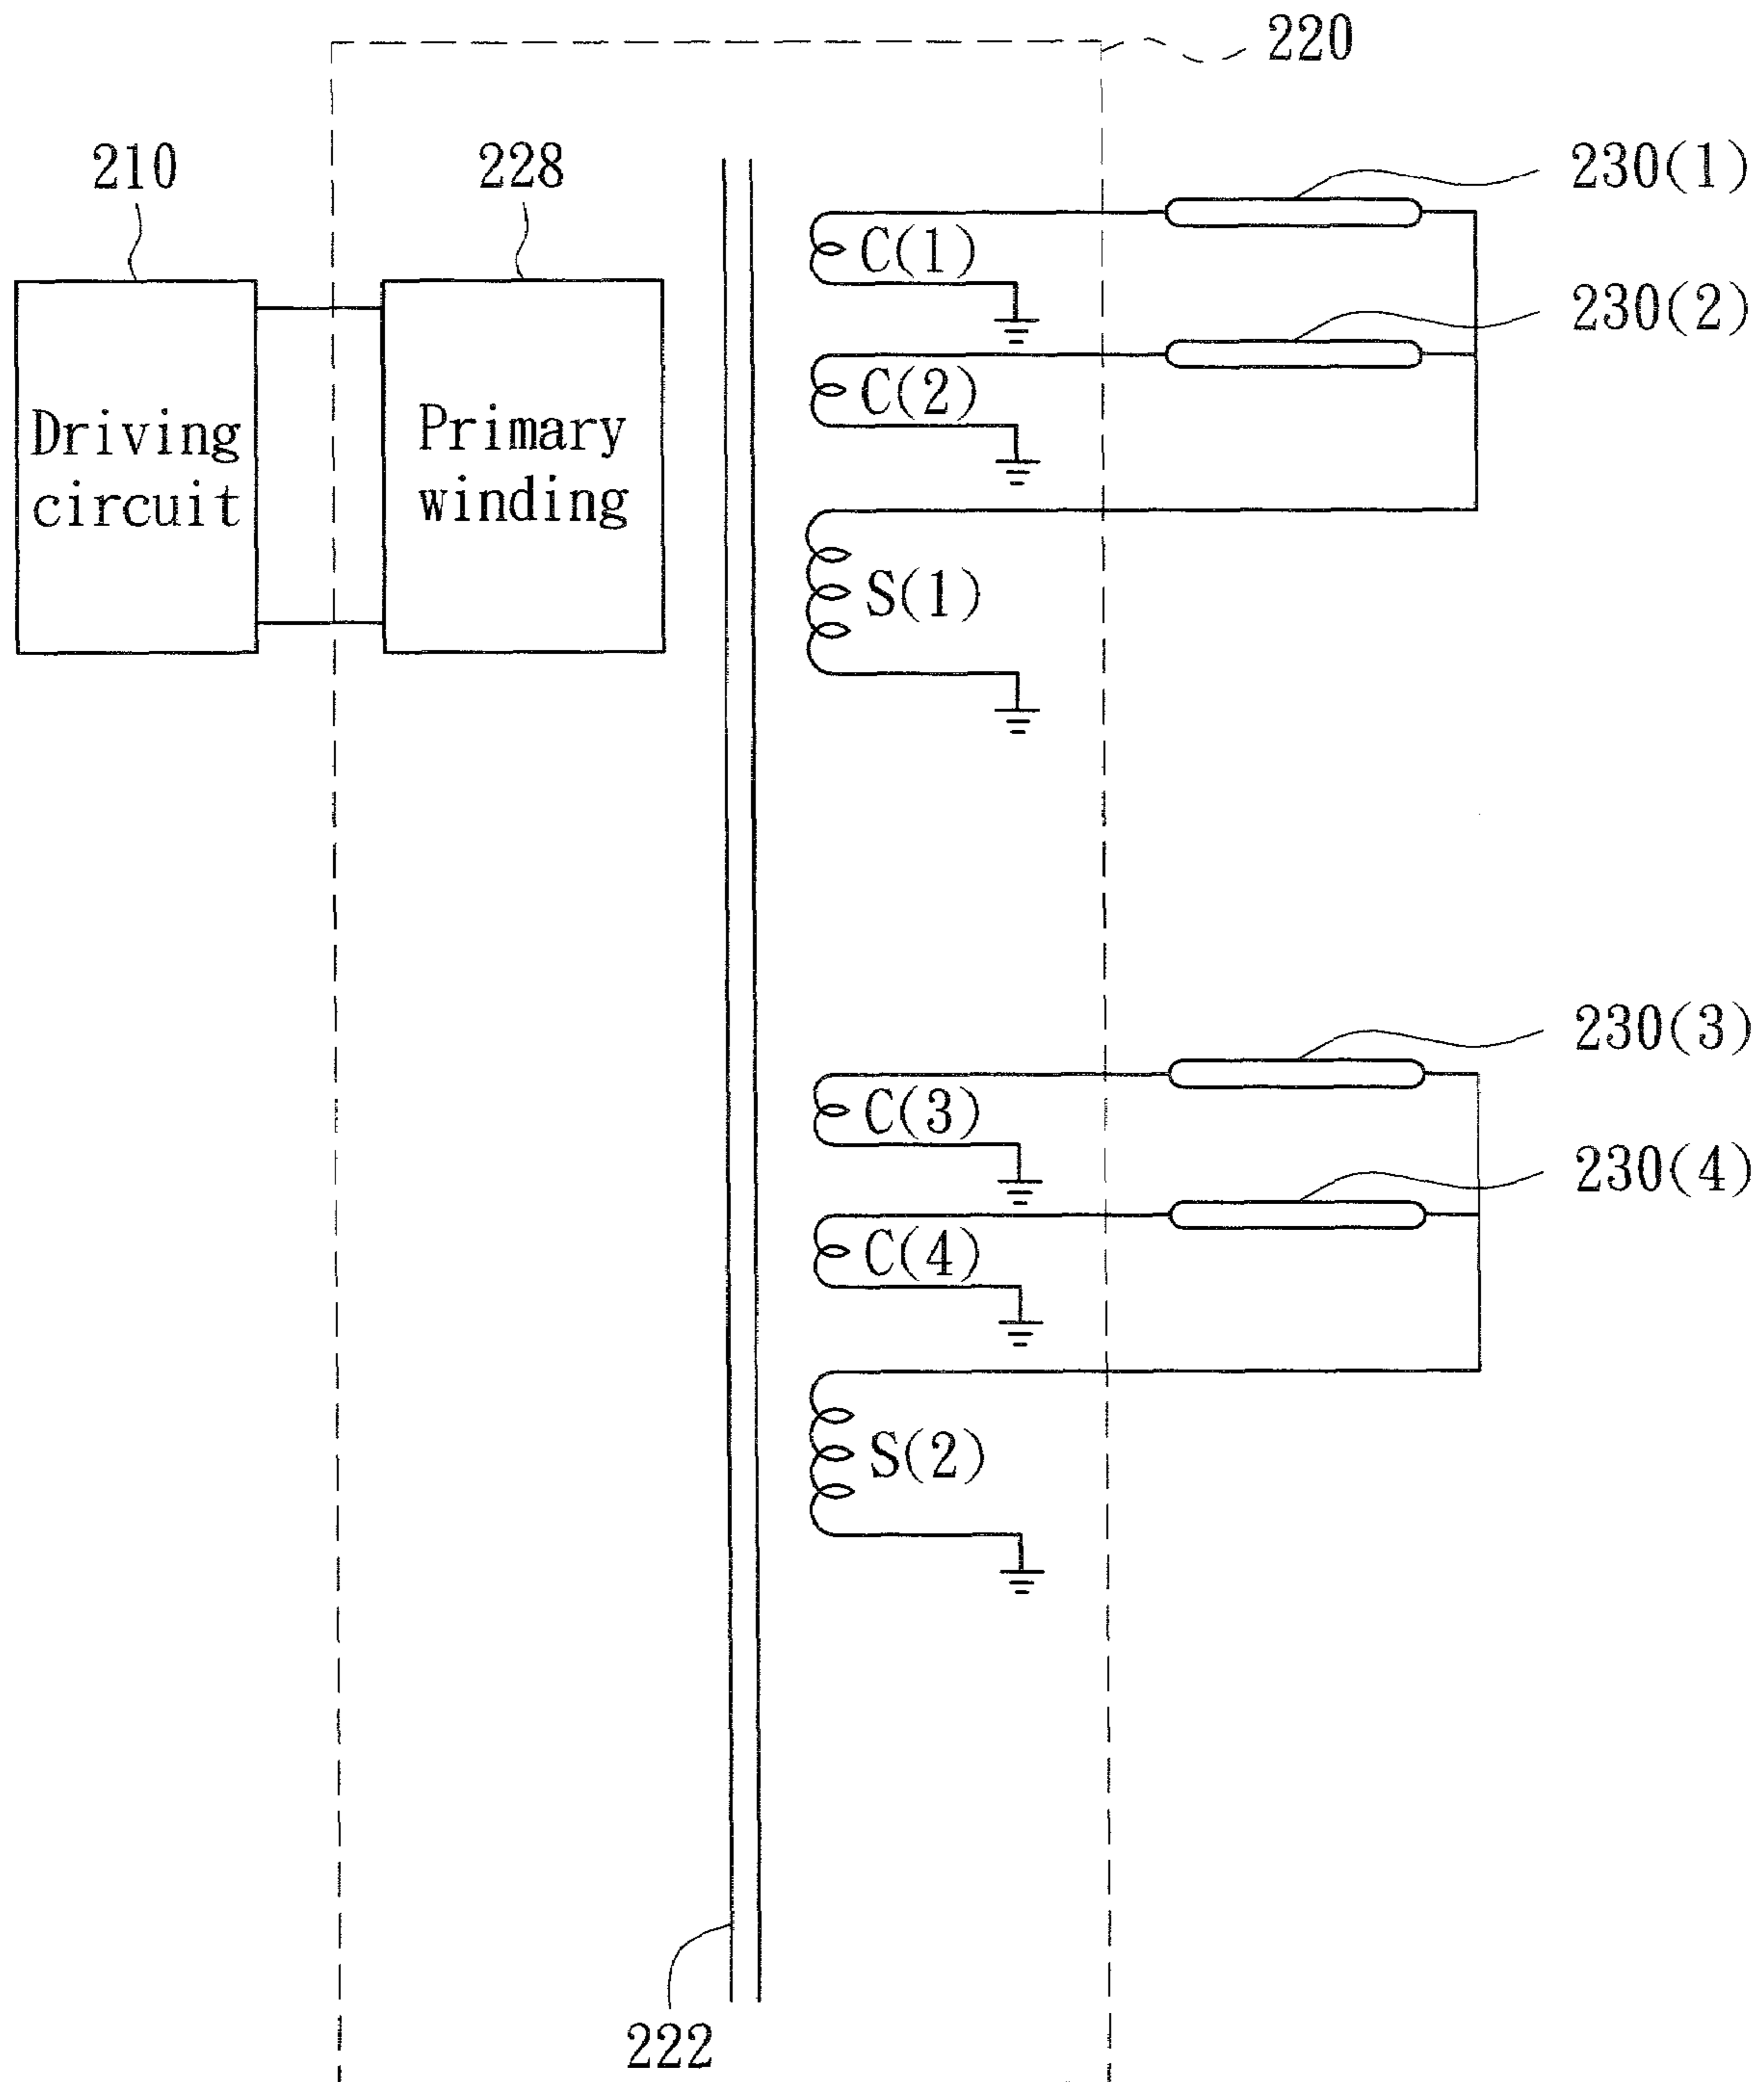 220
210
228
230(1)
C(1)
230(2)
C(2)
Driving
circuit
Primary
winding
S(1)
230(3)
C(3)
230(4)
C(4)
S(2)
222